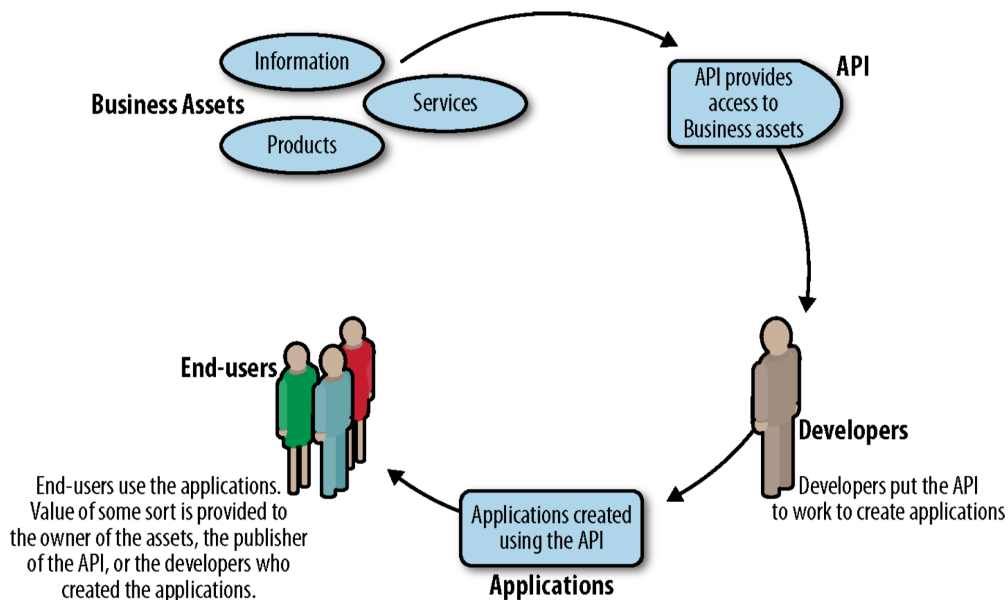 Information
Business Assets
Services
Products
API
API provides
access to
Business assets
Developers
Developers put the API
to work to create applications
Applications created
using the API
Applications
End-users
End-users use the applications.
Value of some sort is provided to
the owner of the assets, the publisher
of the API, or the developers who
created the applications.